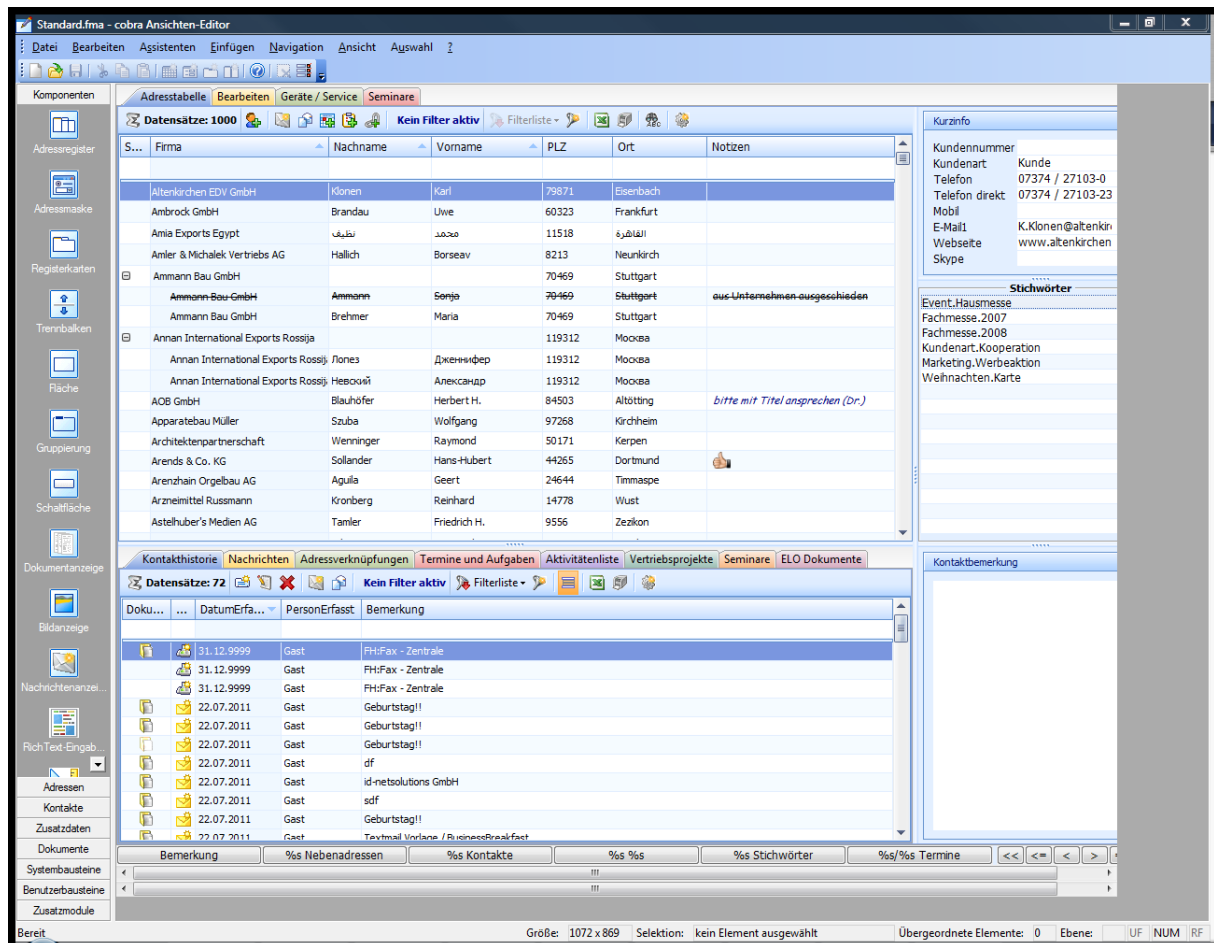 Standard.fma - cobra Ansichten-Editor
Datei Bearbeiten Assistenten Einfügen Navigation Ansicht Auswahl ?
Komponenten
Adressregister
Adressmaske
Registerkarten
Trennbalken
Fläche
Gruppierung
Schaltfläche
Dokumentanzeige
Bildanzeige
Nachrichtenanzei...
RichText-Eingab...
Adressen
Kontakte
Zusatzdaten
Dokumente
Systembausteine
Benutzerbausteine
Zusatzmodule
Adresstabelle Bearbeiten Geräte / Service Seminare
Datensätze: 1000 Kein Filter aktiv Filterliste
S... Firma Nachname Vorname PLZ Ort Notizen
Altenkirchen EDV GmbH Klonen Karl 79871 Eisenbach
Ambrock GmbH Brandau Uwe 60323 Frankfurt
Amia Exports Egypt نظيف محمد 11518 القاهرة
Amler & Michalek Vertriebs AG Hallich Borseav 8213 Neunkirch
Ammann Bau GmbH 70469 Stuttgart
Ammann Bau GmbH Ammann Sonja 70469 Stuttgart aus Unternehmen ausgeschieden
Ammann Bau GmbH Brehmer Maria 70469 Stuttgart
Annan International Exports Rossija 119312 Москва
Annan International Exports Rossij Лопез Дженнифер 119312 Москва
Annan International Exports Rossij Невский Александр 119312 Москва
AOB GmbH Blauhöfer Herbert H. 84503 Altötting bitte mit Titel ansprechen (Dr.)
Apparatebau Müller Szuba Wolfgang 97268 Kirchheim
Architektenpartnerschaft Wenninger Raymond 50171 Kerpen
Arends & Co. KG Sollander Hans-Hubert 44265 Dortmund
Arenzhain Orgelbau AG Aguila Geert 24644 Timmaspe
Arzneimittel Russmann Kronberg Reinhard 14778 Wust
Astelhuber's Medien AG Tamler Friedrich H. 9556 Zezikon
Kurzinfo
Kundennummer
Kundenart Kunde
Telefon 07374 / 27103-0
Telefon direkt 07374 / 27103-23
Mobil
E-Mail1 K.Klonen@altenkir
Webseite www.altenkirchen
Skype
Stichwörter
Event.Hausmesse
Fachmesse.2007
Fachmesse.2008
Kundenart.Kooperation
Marketing.Werbeaktion
Weihnachten.Karte
Kontakthistorie Nachrichten Adressverknüpfungen Termine und Aufgaben Aktivitätenliste Vertriebsprojekte Seminare ELO Dokumente
Datensätze: 72 Kein Filter aktiv Filterliste
Doku... ... DatumErfa... PersonErfasst Bemerkung
31.12.9999 Gast FH:Fax - Zentrale
31.12.9999 Gast FH:Fax - Zentrale
31.12.9999 Gast FH:Fax - Zentrale
22.07.2011 Gast Geburtstag!!
22.07.2011 Gast Geburtstag!!
22.07.2011 Gast Geburtstag!!
22.07.2011 Gast df
22.07.2011 Gast id-netsolutions GmbH
22.07.2011 Gast sdf
22.07.2011 Gast Geburtstag!!
22.07.2011 Gast Textmail Vorlage / BusinessBreakfast
Kontaktbemerkung
Bemerkung %s Nebenadressen %s Kontakte %s %s %s Stichwörter %s/%s Termine << <= < >
Bereit Größe: 1072 x 869 Selektion: kein Element ausgewählt Übergeordnete Elemente: 0 Ebene: UF NUM RF